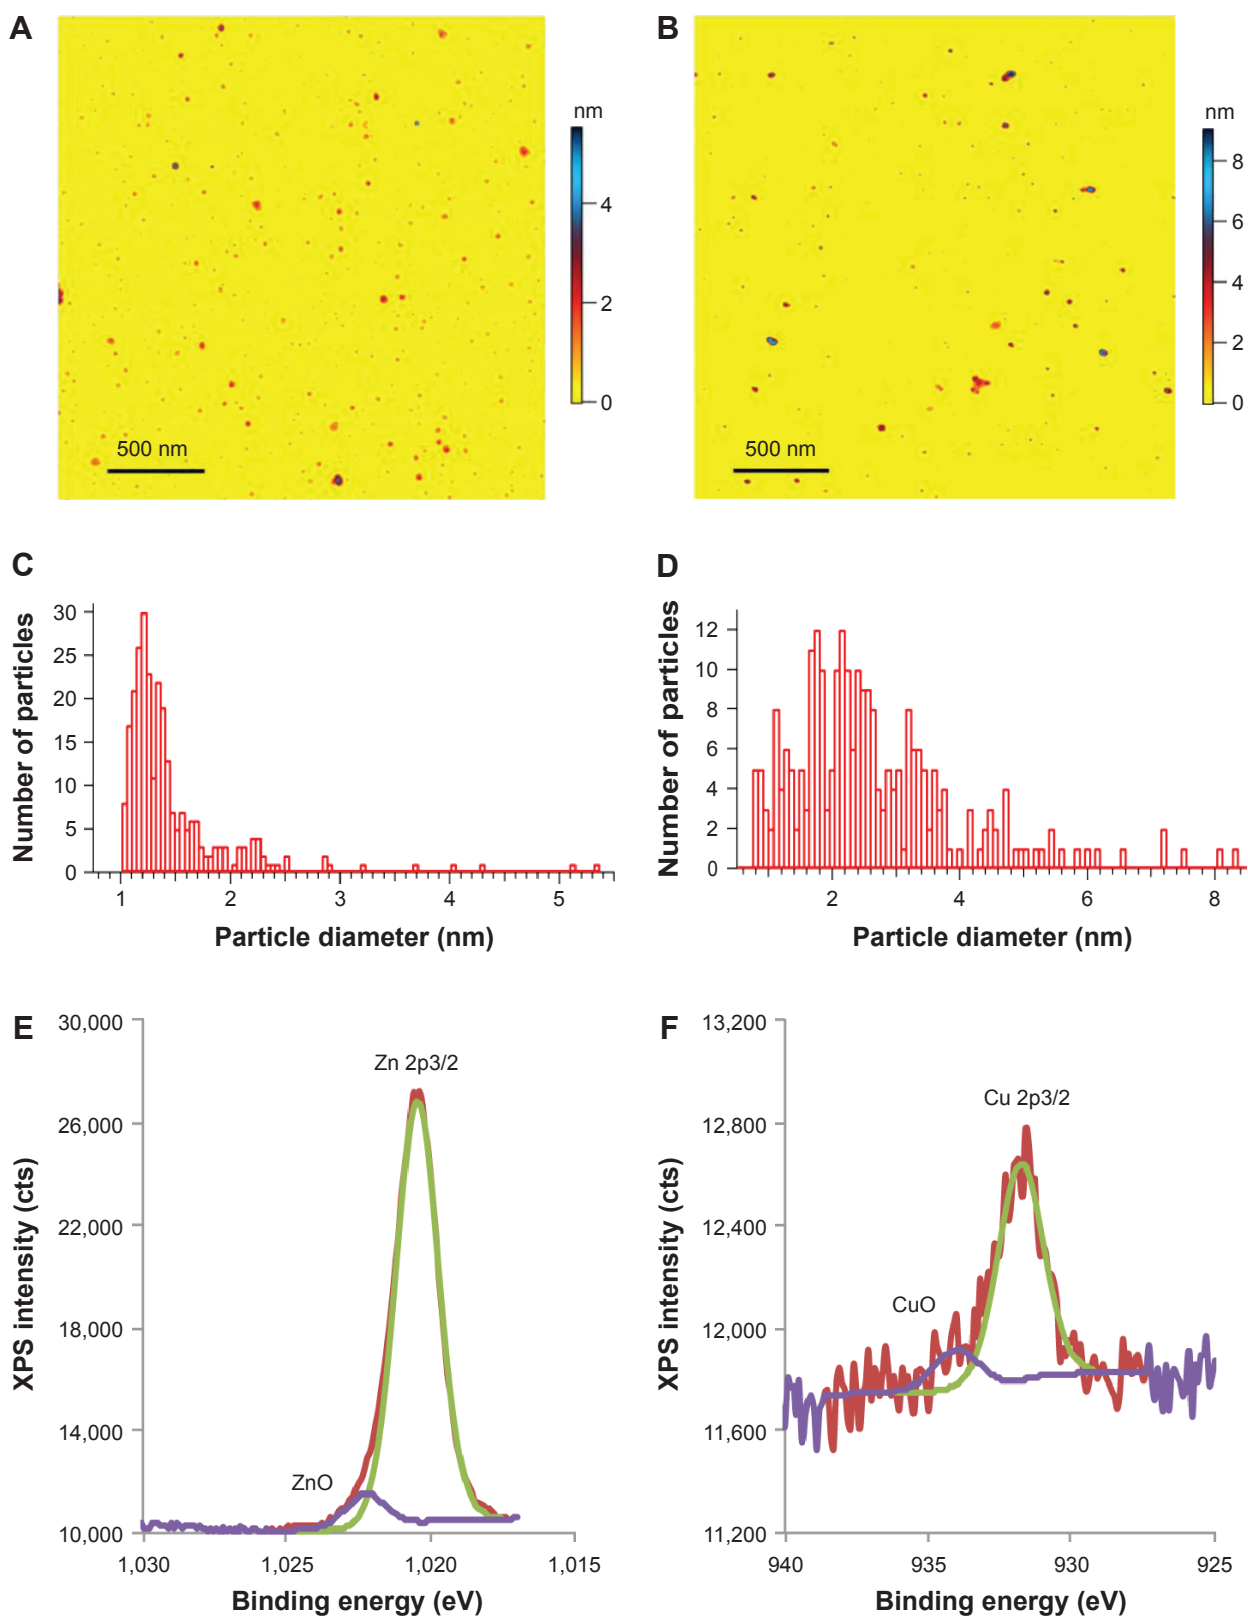 A
B
nm
4
2
0
500 nm
nm
8
6
4
2
0
500 nm
C
Number of particles
30
25
20
15
10
5
0
1 2 3 4 5
Particle diameter (nm)
D
Number of particles
12
10
8
6
4
2
0
2 4 6 8
Particle diameter (nm)
E
XPS intensity (cts)
30,000
26,000
22,000
18,000
14,000
10,000
Zn 2p3/2
ZnO
1,030 1,025 1,020 1,015
Binding energy (eV)
F
XPS intensity (cts)
13,200
12,800
12,400
12,000
11,600
11,200
Cu 2p3/2
CuO
940 935 930 925
Binding energy (eV)